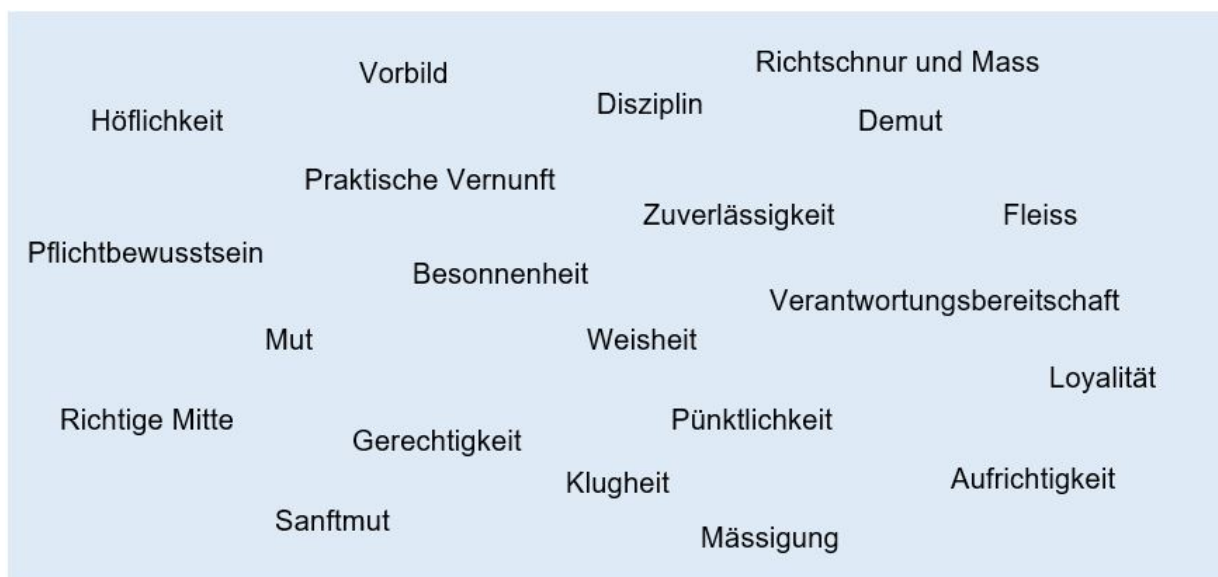 Vorbild
Richtschnur und Mass
Disziplin
Höflichkeit
Demut
Praktische Vernunft
Zuverlässigkeit
Fleiss
Pflichtbewusstsein
Besonnenheit
Verantwortungsbereitschaft
Mut
Weisheit
Loyalität
Richtige Mitte
Pünktlichkeit
Gerechtigkeit
Klugheit
Aufrichtigkeit
Sanftmut
Mässigung